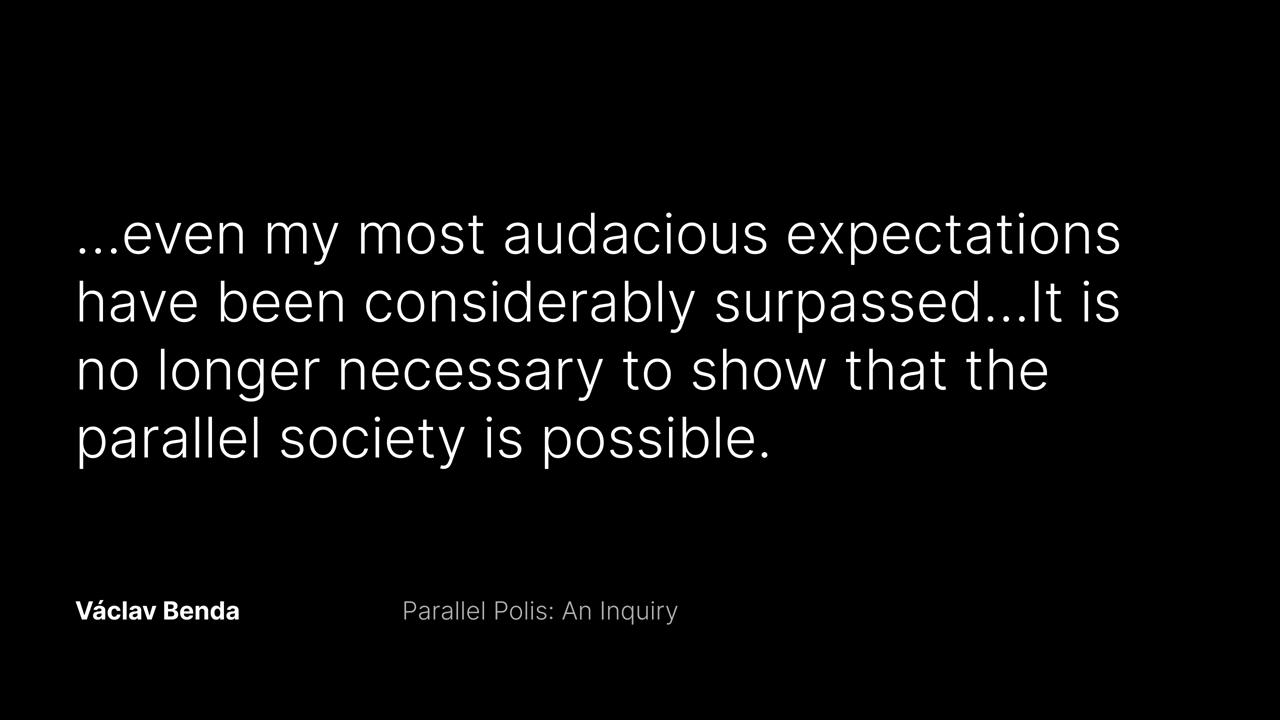 ...even my most audacious expectations
have been considerably surpassed...It is
no longer necessary to show that the
parallel society is possible.
Václav Benda
Parallel Polis: An Inquiry